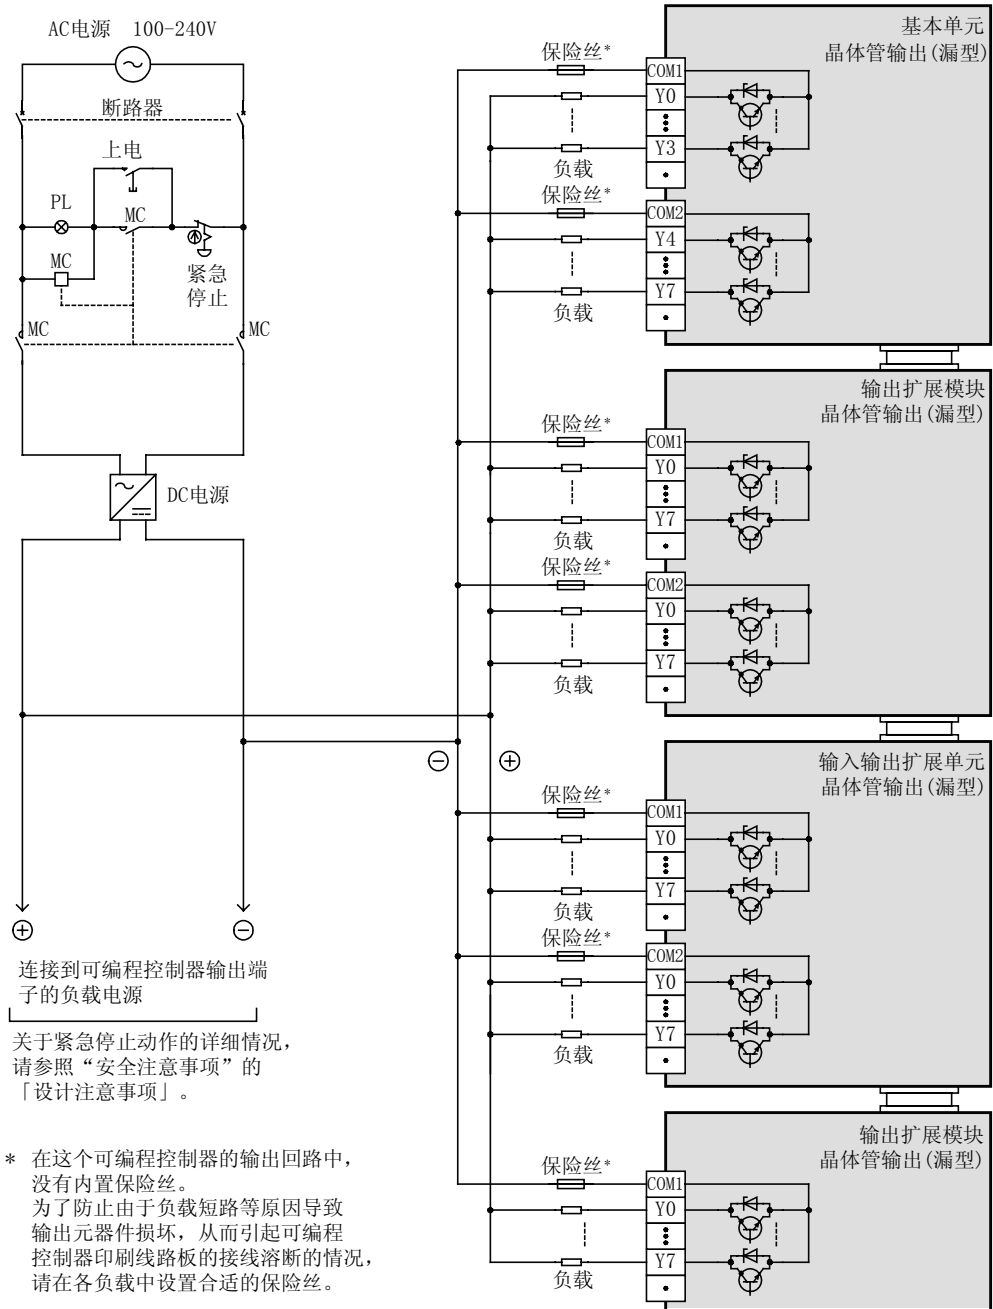 AC电源 100-240V
断路器
上电
PL
MC
MC
紧急
停止
MC
MC
DC电源
⊕
⊖
连接到可编程控制器输出端
子的负载电源
关于紧急停止动作的详细情况，
请参照“安全注意事项”的
「设计注意事项」。
* 在这个可编程控制器的输出回路中，
没有内置保险丝。
为了防止由于负载短路等原因导致
输出元器件损坏，从而引起可编程
控制器印刷线路板的接线溶断的情况，
请在各负载中设置合适的保险丝。
⊖
⊕
基本单元
晶体管输出(漏型)
保险丝*
COM1
Y0
Y3
负载
保险丝*
COM2
Y4
Y7
负载
输出扩展模块
晶体管输出(漏型)
保险丝*
COM1
Y0
Y7
负载
保险丝*
COM2
Y0
Y7
负载
输入输出扩展单元
晶体管输出(漏型)
保险丝*
COM1
Y0
Y7
负载
保险丝*
COM2
Y0
Y7
负载
输出扩展模块
晶体管输出(漏型)
保险丝*
COM1
Y0
Y7
负载